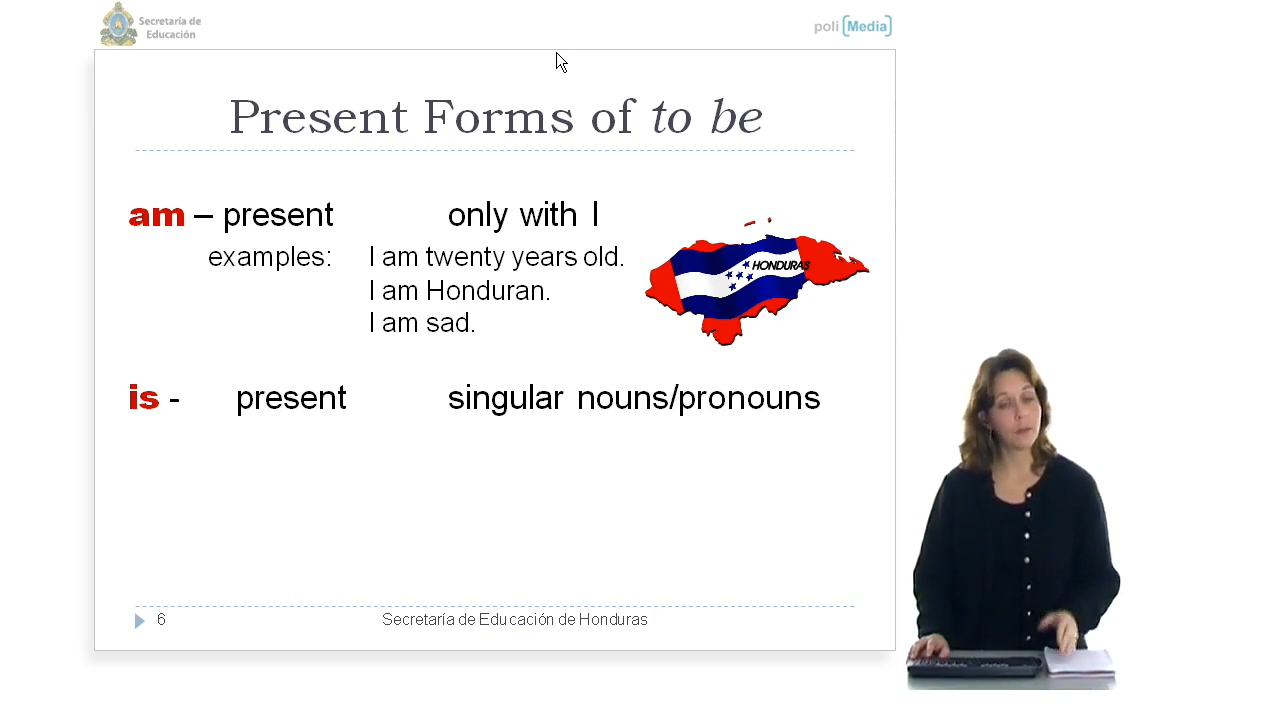 Secretaría de
Educación
poli [Media]
Present Forms of to be
am – present only with I
examples: I am twenty years old.
I am Honduran.
I am sad.
HONDURAS
is - present singular nouns/pronouns
6 Secretaría de Educación de Honduras